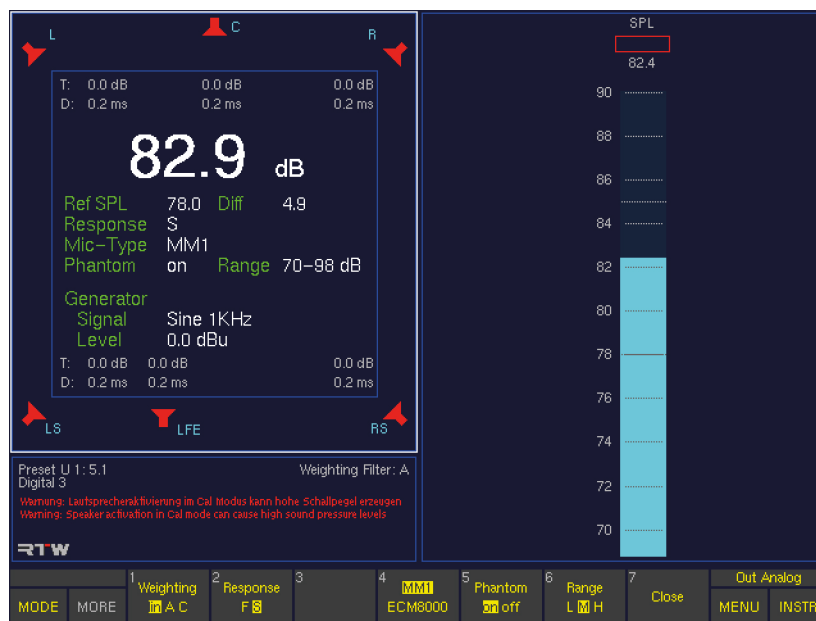 L
C
R
T: 0.0 dB 0.0 dB 0.0 dB
D: 0.2 ms 0.2 ms 0.2 ms
82.9 dB
Ref SPL 78.0 Diff 4.9
Response S
Mic-Type MM1
Phantom on Range 70-98 dB
Generator
Signal Sine 1KHz
Level 0.0 dBu
T: 0.0 dB 0.0 dB 0.0 dB
D: 0.2 ms 0.2 ms 0.2 ms
LS
LFE
RS
Preset U 1: 5.1 Weighting Filter: A
Digital 3
Warnung: Lautsprecheraktivierung im Cal Modus kann hohe Schallpegel erzeugen
Warning: Speaker activation in Cal mode can cause high sound pressure levels
RTW
SPL
82.4
90
88
86
84
82
80
78
76
74
72
70
MODE
MORE
1 Weighting
lin A C
2 Response
F S
3
4 MM1
ECM8000
5 Phantom
on off
6 Range
L M H
7 Close
Out Analog
MENU
INSTR